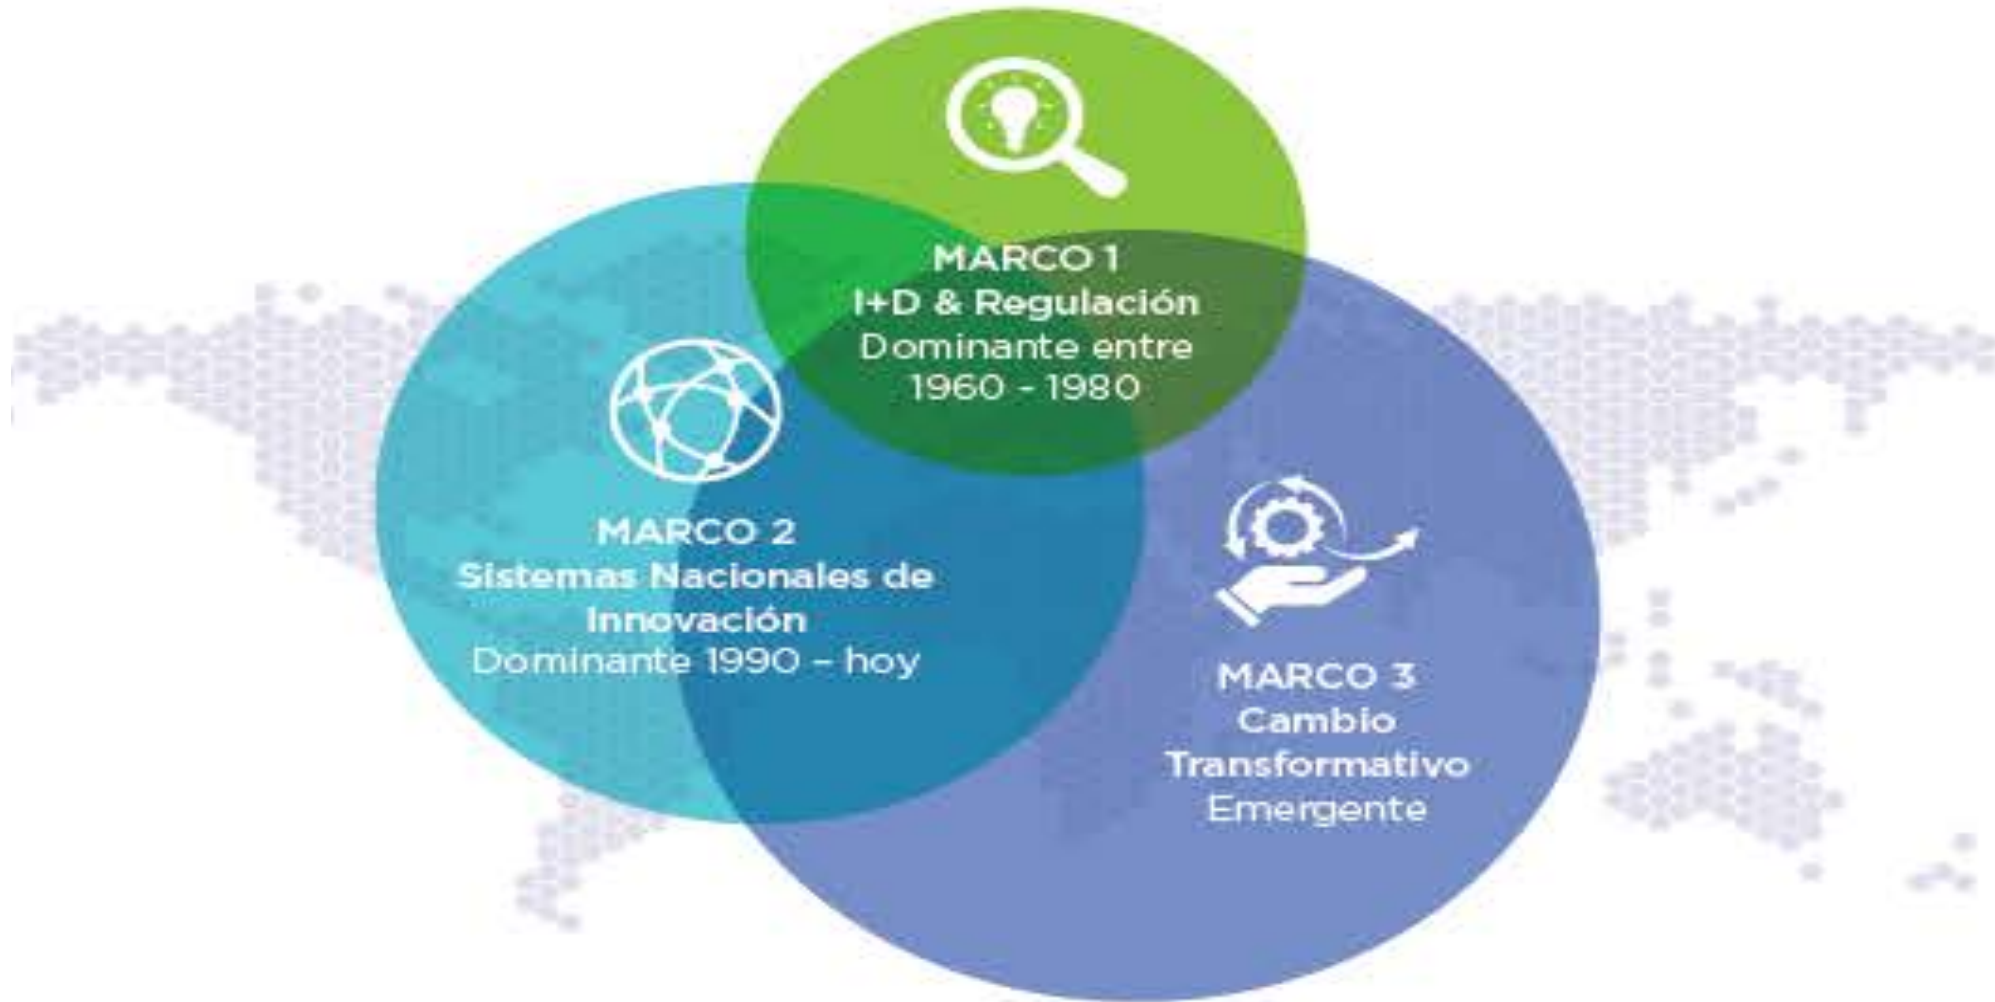 MARCO 1
I+D & Regulación
Dominante entre
1960 - 1980
MARCO 2
Sistemas Nacionales de
Innovación
Dominante 1990 – hoy
MARCO 3
Cambio
Transformativo
Emergente